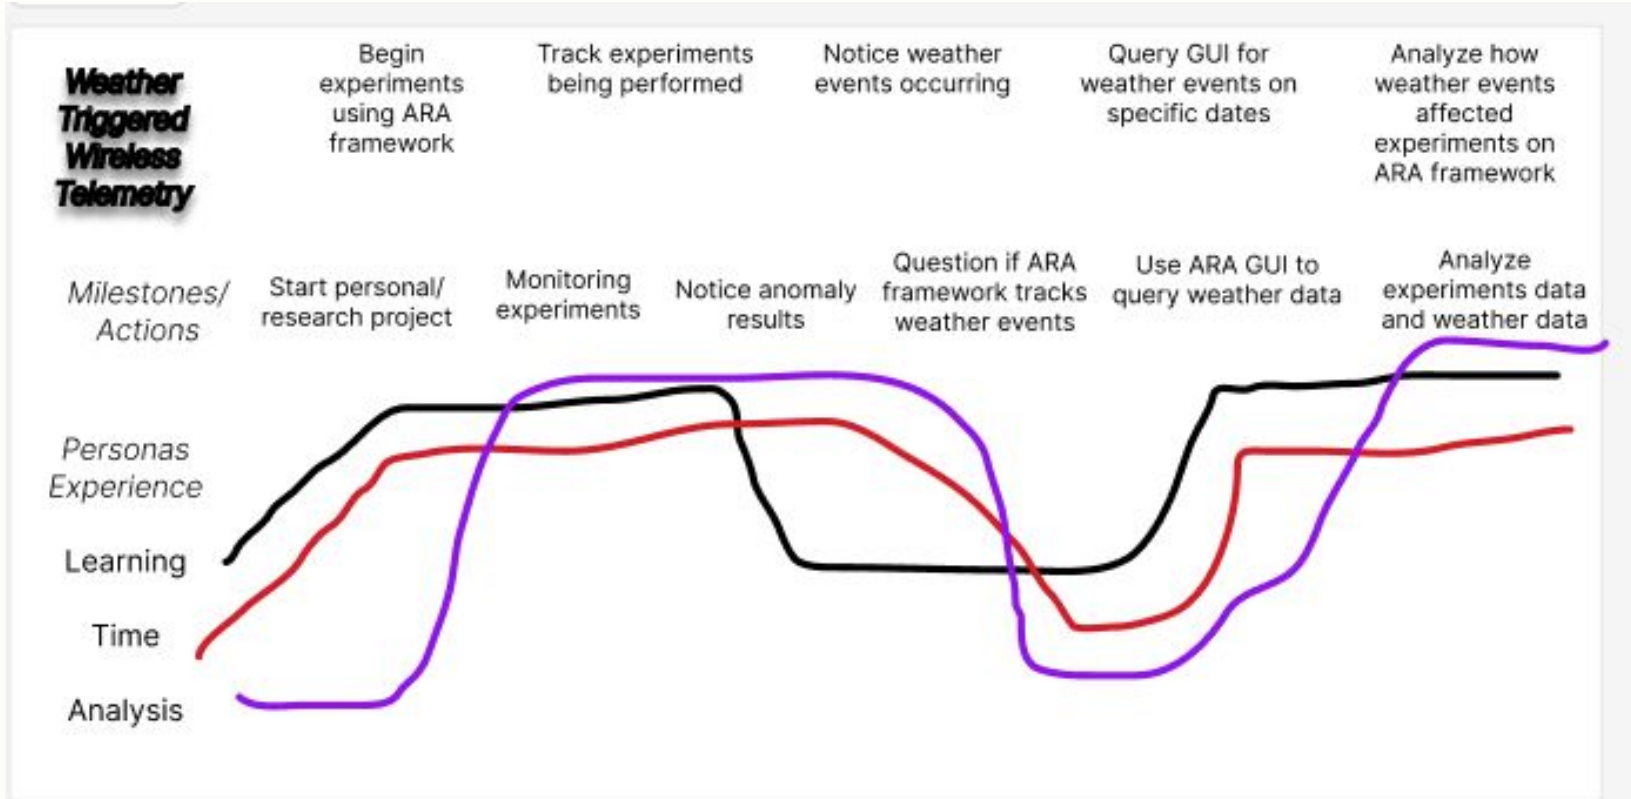 Weather
Triggered
Wireless
Telemetry
Begin
experiments
using ARA
framework
Track experiments
being performed
Notice weather
events occurring
Query GUI for
weather events on
specific dates
Analyze how
weather events
affected
experiments on
ARA framework
Milestones/
Actions
Start personal/
research project
Monitoring
experiments
Notice anomaly
results
Question if ARA
framework tracks
weather events
Use ARA GUI to
query weather data
Analyze
experiments data
and weather data
Personas
Experience
Learning
Time
Analysis